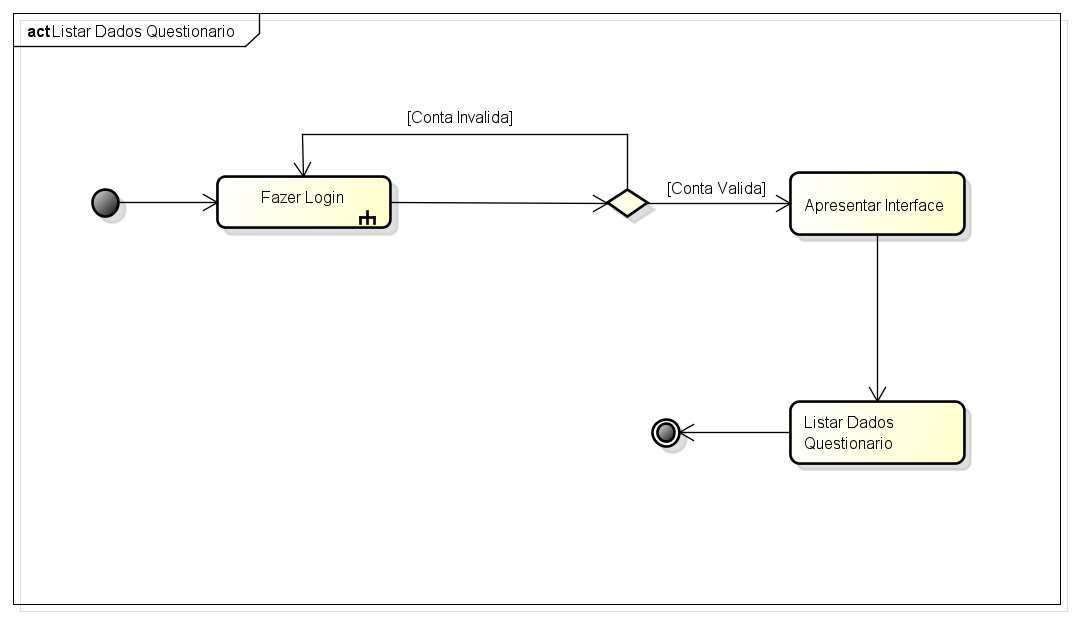 act Listar Dados Questionario
[Conta Invalida]
Fazer Login
[Conta Valida]
Apresentar Interface
Listar Dados
Questionario